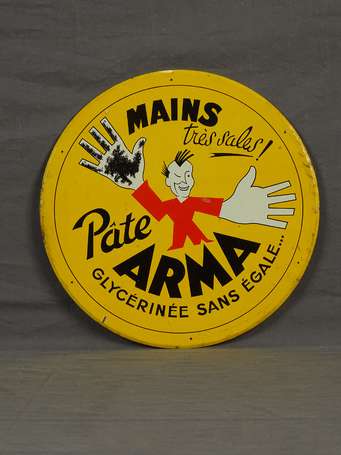 MAINS
très sales!
Pâte
ARMA
GLYCÉRINÉE SANS ÉGALE...